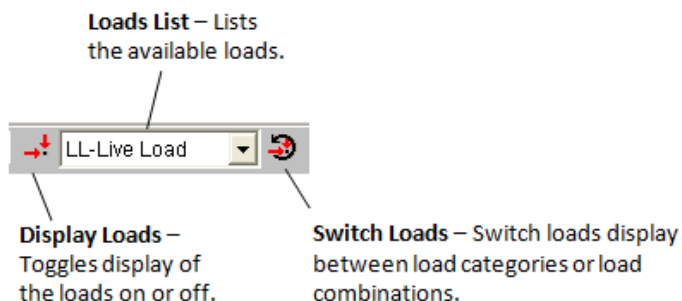 Loads List – Lists
the available loads.
LL-Live Load
Display Loads –
Toggles display of
the loads on or off.
Switch Loads – Switch loads display
between load categories or load
combinations.